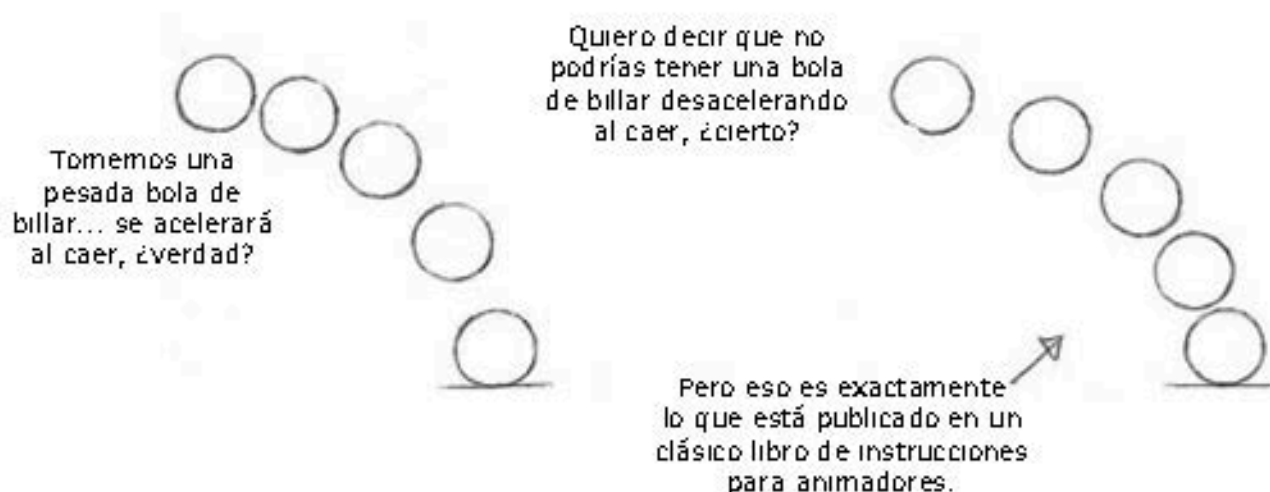 Tomemos una
pesada bola de
billar... se acelerará
al caer, ¿verdad?
Quiero decir que no
podrías tener una bola
de billar desacelerando
al caer, ¿cierto?
Pero eso es exactamente
lo que está publicado en un
clásico libro de instrucciones
para animadores.